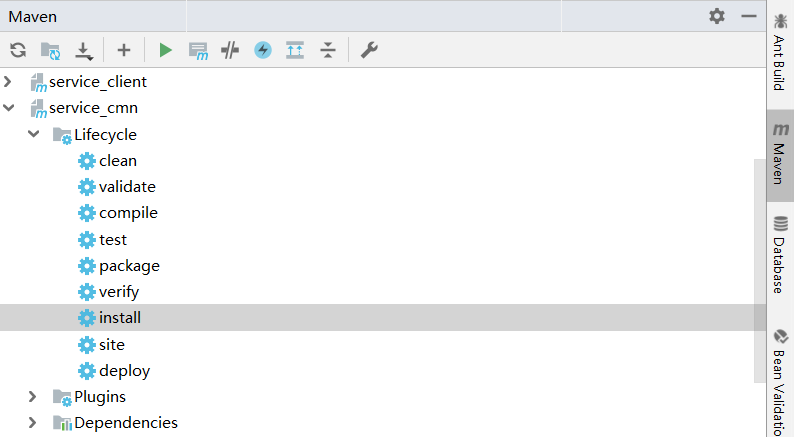 Maven
service_client
service_cmn
Lifecycle
clean
validate
compile
test
package
verify
install
site
deploy
Plugins
Dependencies
Ant Build
m Maven
Database
Bean Validatio